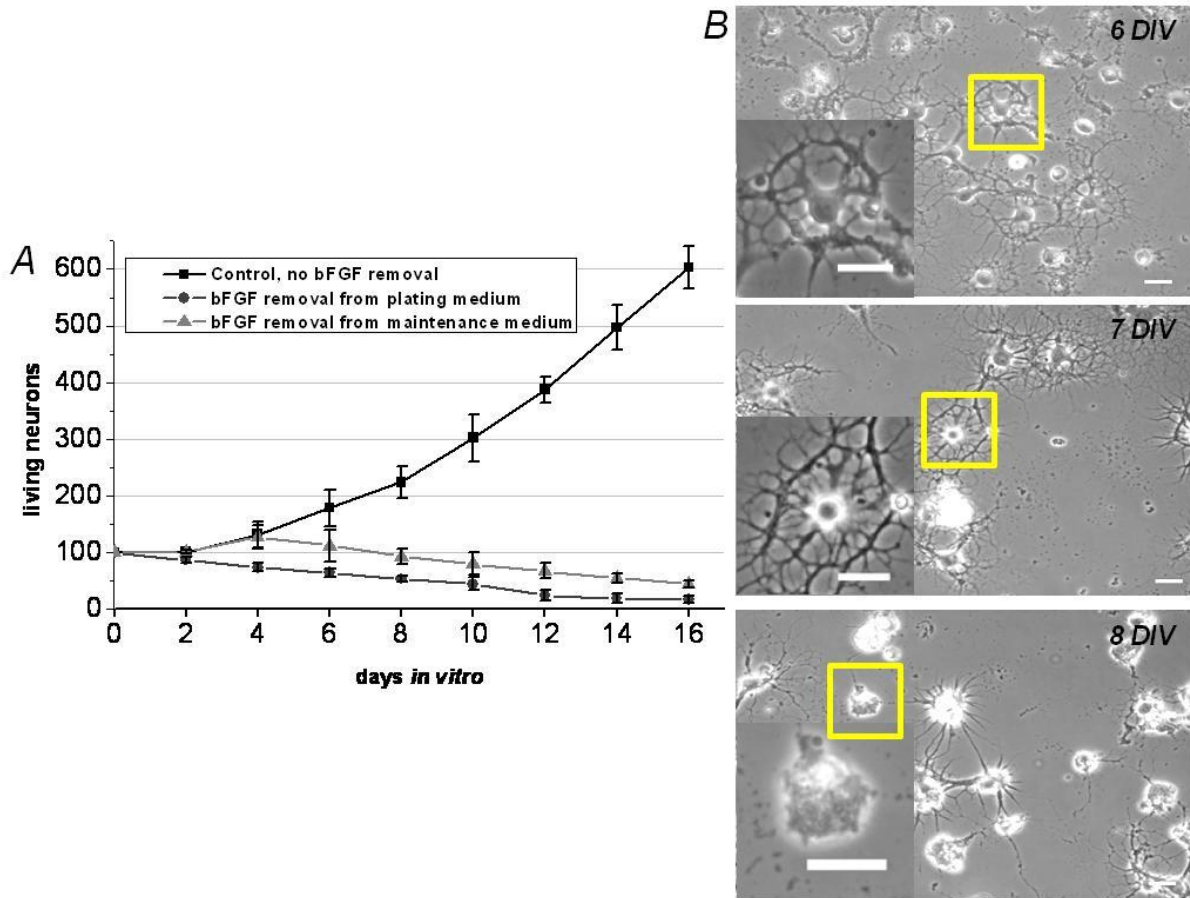 A
Control, no bFGF removal
bFGF removal from plating medium
bFGF removal from maintenance medium
living neurons
600
500
400
300
200
100
0
0 2 4 6 8 10 12 14 16
days in vitro
B
6 DIV
7 DIV
8 DIV